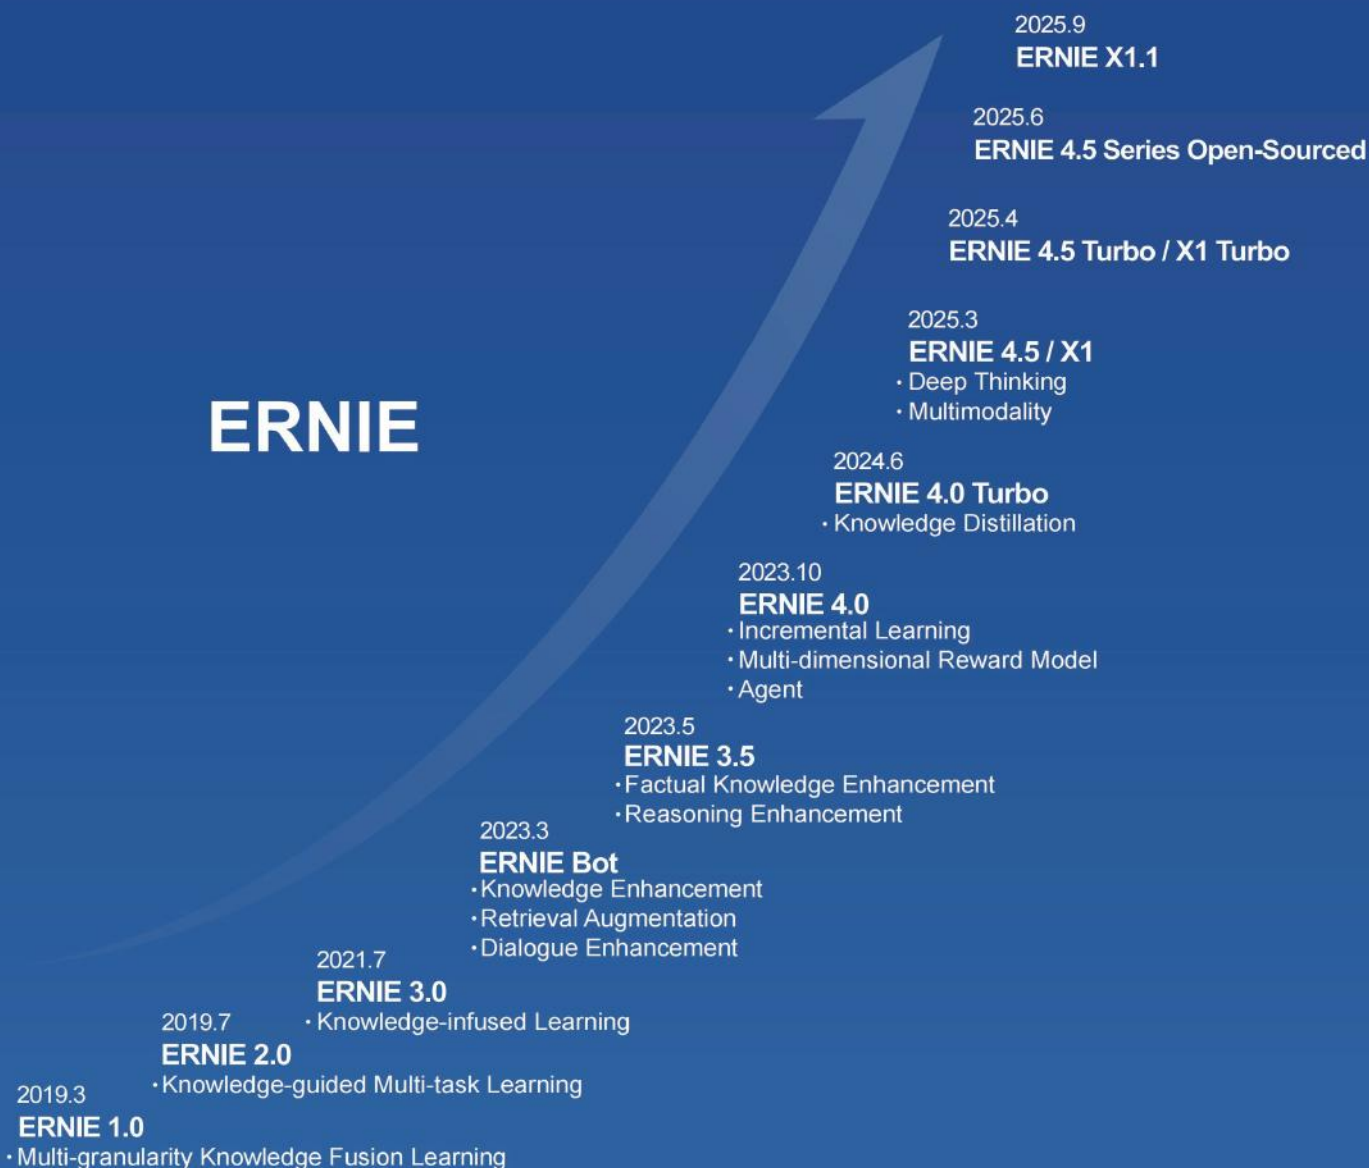 2025.9
ERNIE X1.1
2025.6
ERNIE 4.5 Series Open-Sourced
2025.4
ERNIE 4.5 Turbo / X1 Turbo
2025.3
ERNIE 4.5 / X1
· Deep Thinking
· Multimodality
ERNIE
2024.6
ERNIE 4.0 Turbo
· Knowledge Distillation
2023.10
ERNIE 4.0
· Incremental Learning
· Multi-dimensional Reward Model
· Agent
2023.5
ERNIE 3.5
· Factual Knowledge Enhancement
· Reasoning Enhancement
2023.3
ERNIE Bot
· Knowledge Enhancement
· Retrieval Augmentation
· Dialogue Enhancement
2021.7
ERNIE 3.0
· Knowledge-infused Learning
2019.7
ERNIE 2.0
· Knowledge-guided Multi-task Learning
2019.3
ERNIE 1.0
· Multi-granularity Knowledge Fusion Learning